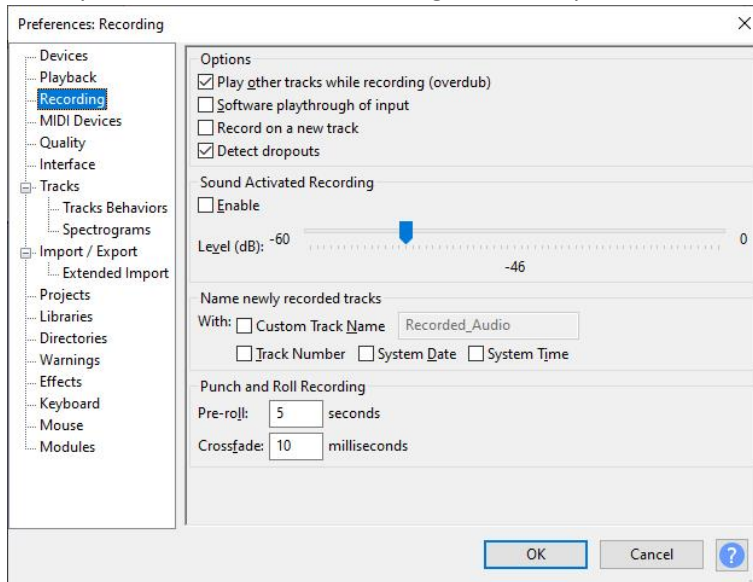 Preferences: Recording
Devices
Playback
Recording
MIDI Devices
Quality
Interface
Tracks
Tracks Behaviors
Spectrograms
Import / Export
Extended Import
Projects
Libraries
Directories
Warnings
Effects
Keyboard
Mouse
Modules
Options
Play other tracks while recording (overdub)
Software playthrough of input
Record on a new track
Detect dropouts
Sound Activated Recording
Enable
Level (dB): -60 0
-46
Name newly recorded tracks
With: Custom Track Name Recorded_Audio
Track Number System Date System Time
Punch and Roll Recording
Pre-roll: 5 seconds
Crossfade: 10 milliseconds
OK Cancel ?